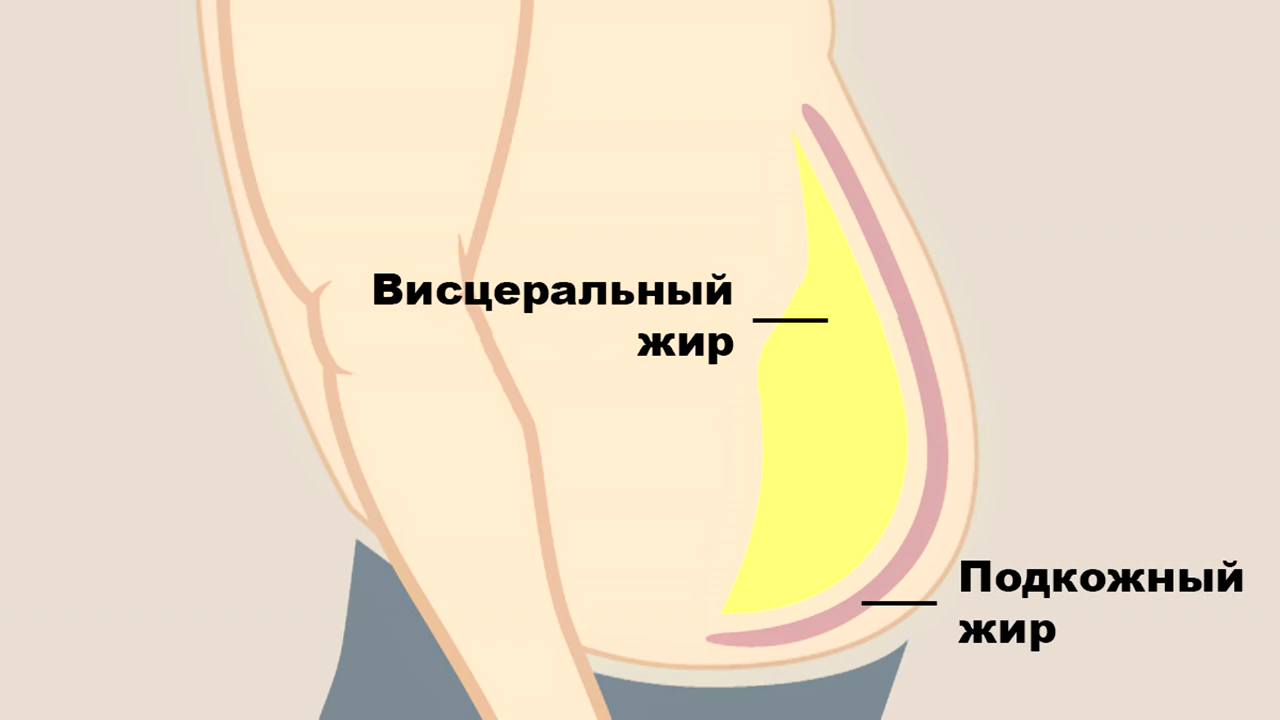 Висцеральный
жир
Подкожный
жир